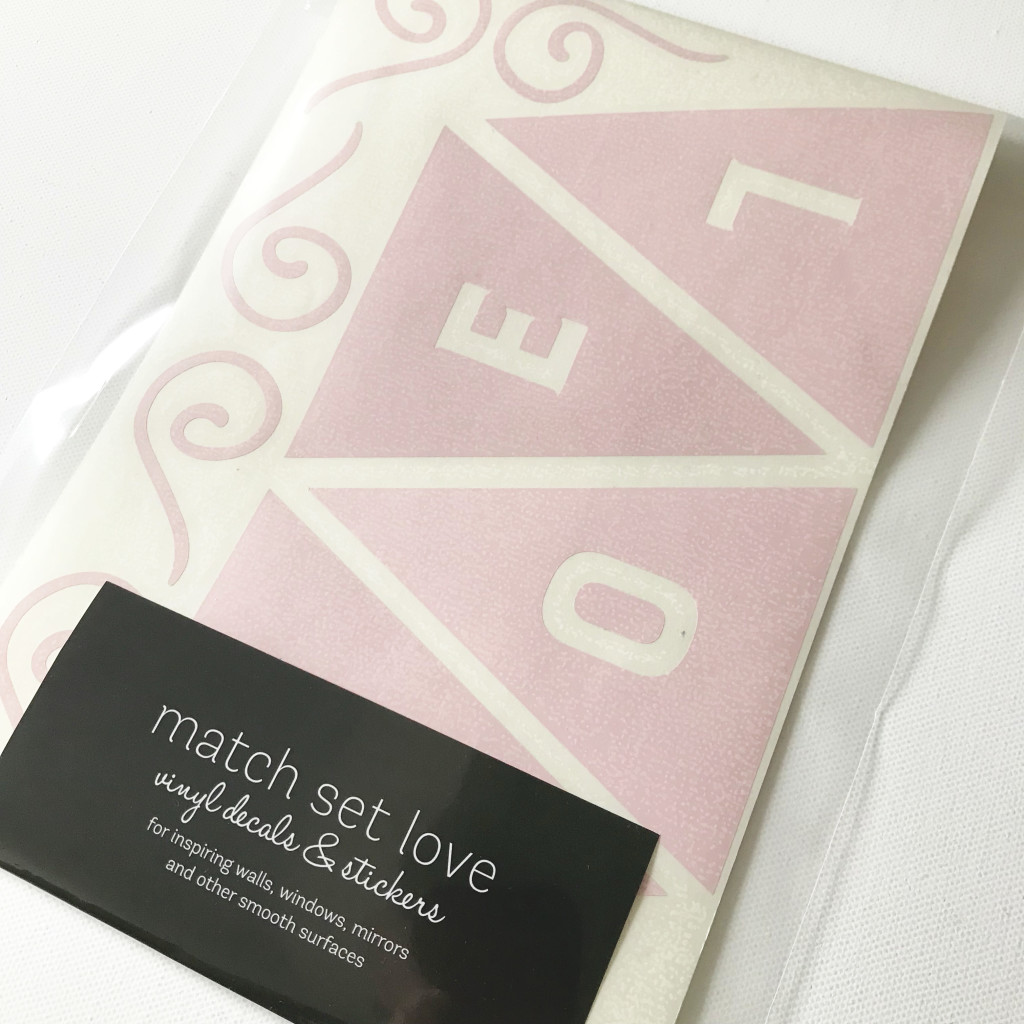 L
E
O
match set love
vinyl decals & stickers
for inspiring walls, windows, mirrors
and other smooth surfaces